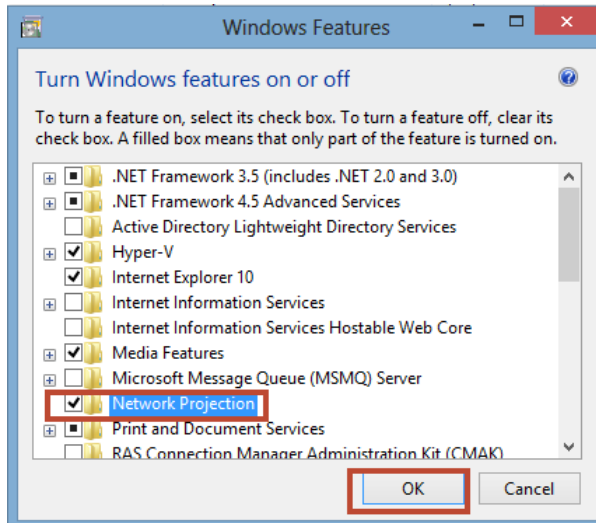 Windows Features
Turn Windows features on or off
To turn a feature on, select its check box. To turn a feature off, clear its
check box. A filled box means that only part of the feature is turned on.
.NET Framework 3.5 (includes .NET 2.0 and 3.0)
.NET Framework 4.5 Advanced Services
Active Directory Lightweight Directory Services
Hyper-V
Internet Explorer 10
Internet Information Services
Internet Information Services Hostable Web Core
Media Features
Microsoft Message Queue (MSMQ) Server
Network Projection
Print and Document Services
RAS Connection Manager Administration Kit (CMAK)
OK Cancel